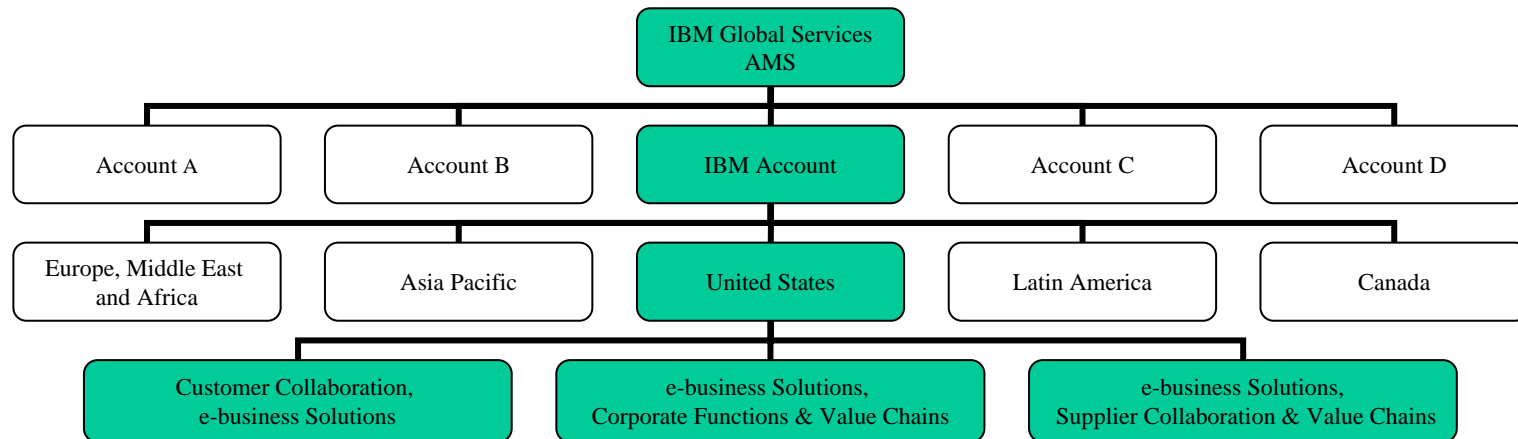 IBM Global Services
AMS
Account A
Account B
IBM Account
Account C
Account D
Europe, Middle East
and Africa
Asia Pacific
United States
Latin America
Canada
Customer Collaboration,
e-business Solutions
e-business Solutions,
Corporate Functions & Value Chains
e-business Solutions,
Supplier Collaboration & Value Chains